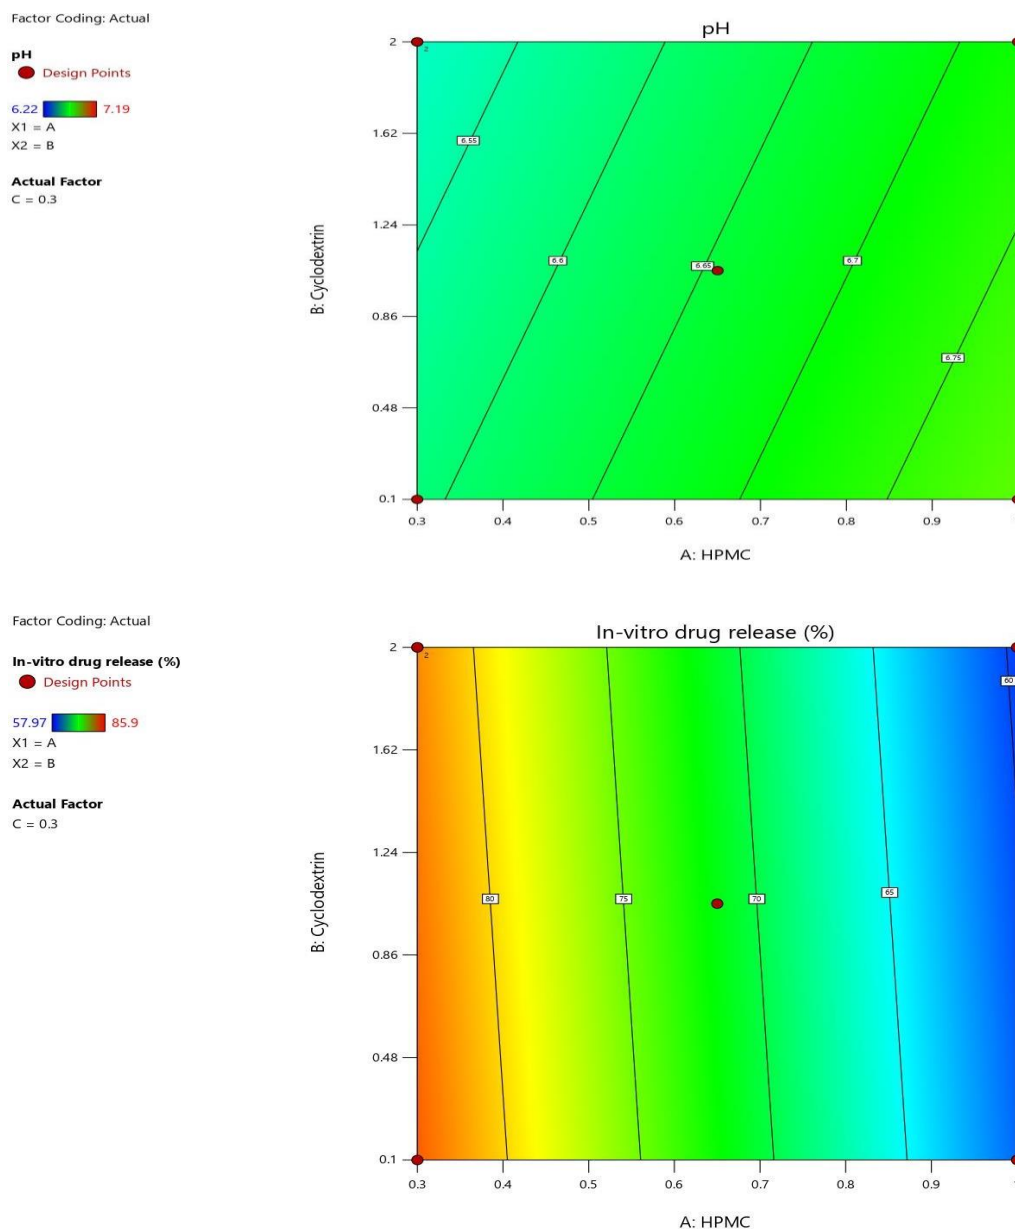 Factor Coding: Actual
pH
Design Points
6.22 7.19
X1 = A
X2 = B
Actual Factor
C = 0.3
pH
2
1.62
1.24
0.86
0.48
0.1
B: Cyclodextrin
2
6.55
6.6
6.65
6.7
6.75
0.3 0.4 0.5 0.6 0.7 0.8 0.9
A: HPMC
Factor Coding: Actual
In-vitro drug release (%)
Design Points
57.97 85.9
X1 = A
X2 = B
Actual Factor
C = 0.3
In-vitro drug release (%)
2
1.62
1.24
0.86
0.48
0.1
B: Cyclodextrin
2
80
75
70
65
60
0.3 0.4 0.5 0.6 0.7 0.8 0.9
A: HPMC